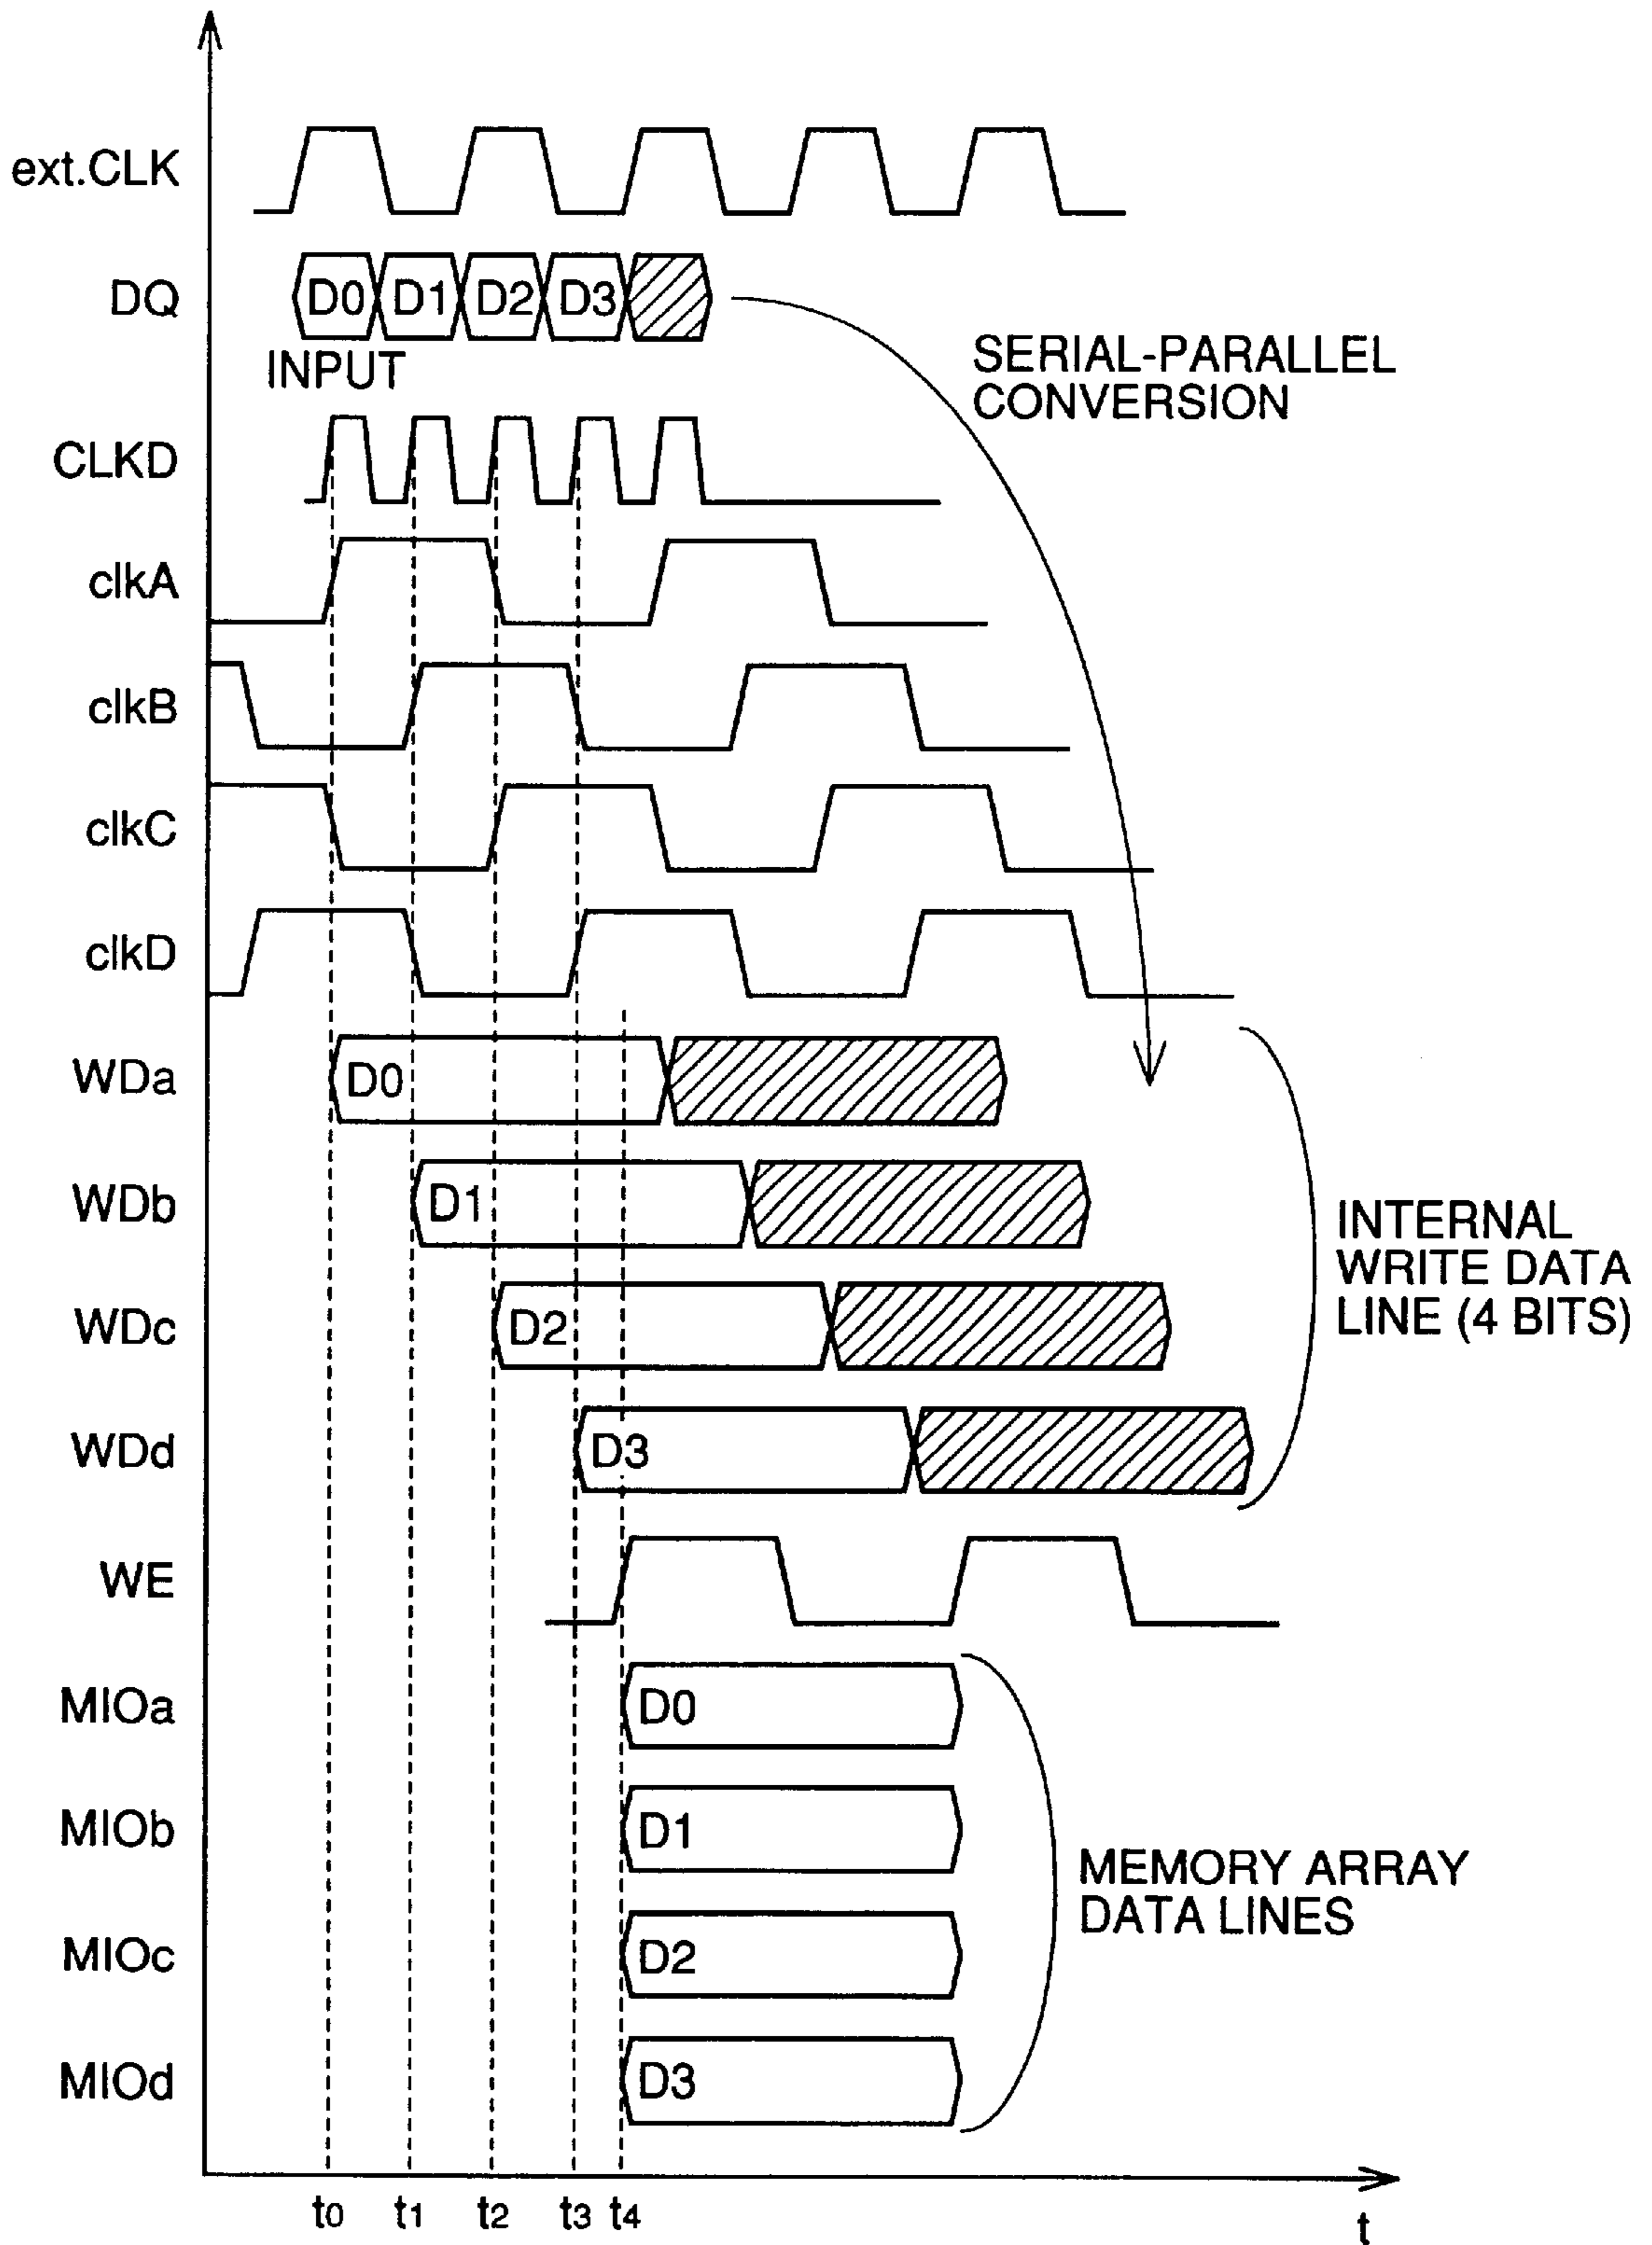 ext.CLK
DQ
D0 D1 D2 D3
INPUT
SERIAL-PARALLEL
CONVERSION
CLKD
clkA
clkB
clkC
clkD
WDa
D0
WDb
D1
WDc
D2
WDd
D3
INTERNAL
WRITE DATA
LINE (4 BITS)
WE
MIOa
D0
MIOb
D1
MIOc
D2
MIOd
D3
MEMORY ARRAY
DATA LINES
t0 t1 t2 t3 t4
t